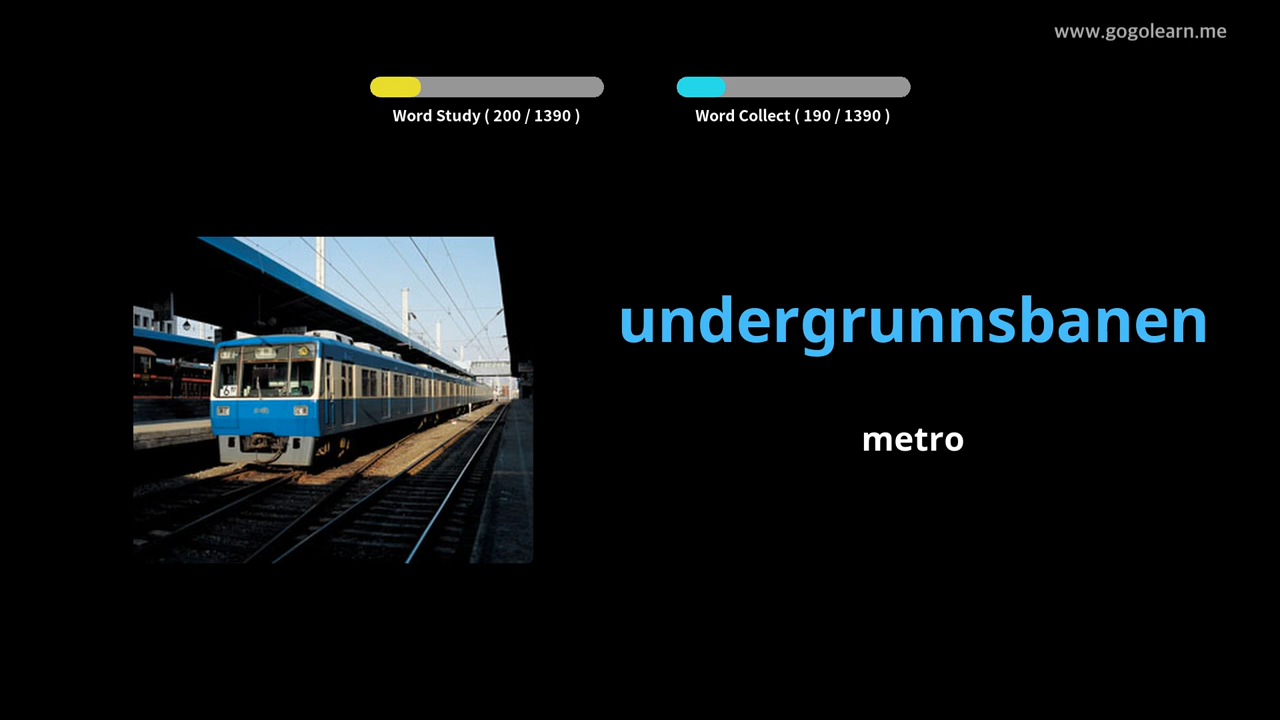 www.gogolearn.me
Word Study ( 200 / 1390 )
Word Collect ( 190 / 1390 )
undergrunnsbanen
metro